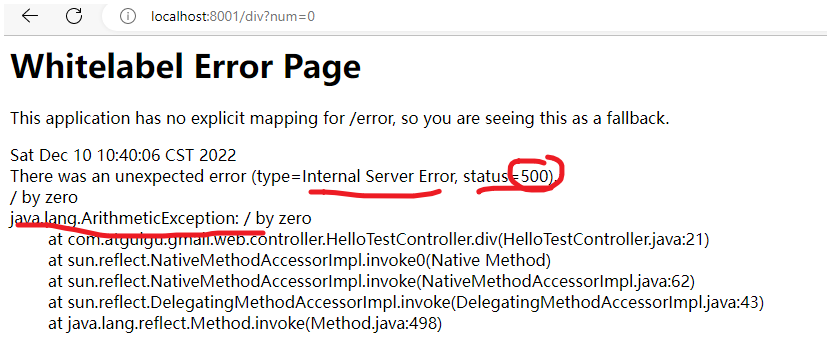 localhost:8001/div?num=0
Whitelabel Error Page
This application has no explicit mapping for /error, so you are seeing this as a fallback.
Sat Dec 10 10:40:06 CST 2022
There was an unexpected error (type=Internal Server Error, status=500).
/ by zero
java.lang.ArithmeticException: / by zero
at com.atguigu.gmall.web.controller.HelloTestController.div(HelloTestController.java:21)
at sun.reflect.NativeMethodAccessorImpl.invoke0(Native Method)
at sun.reflect.NativeMethodAccessorImpl.invoke(NativeMethodAccessorImpl.java:62)
at sun.reflect.DelegatingMethodAccessorImpl.invoke(DelegatingMethodAccessorImpl.java:43)
at java.lang.reflect.Method.invoke(Method.java:498)